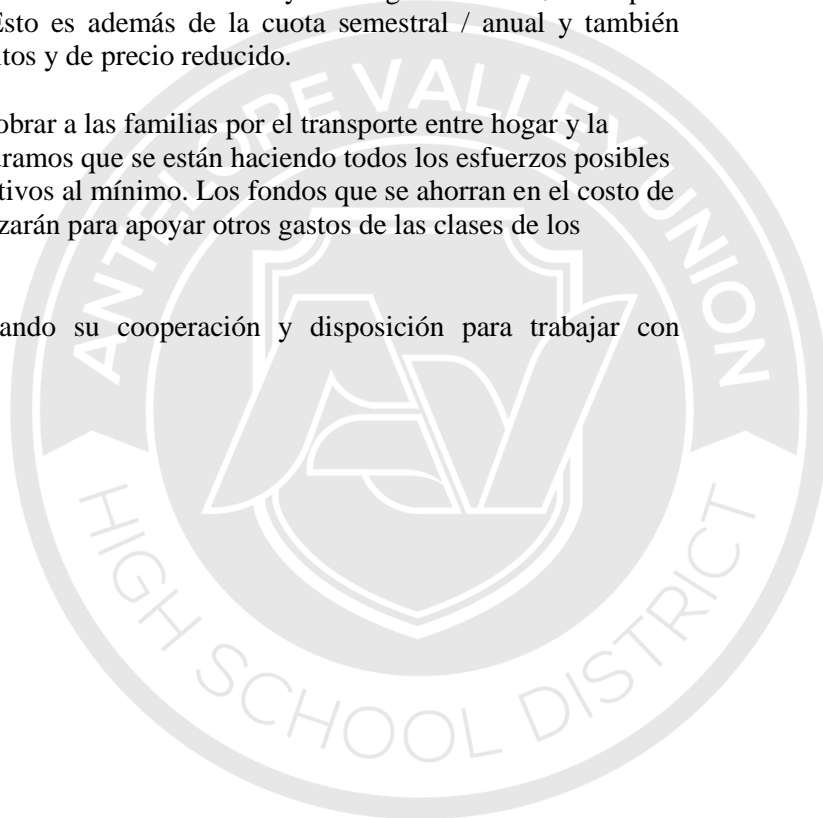 Esto es además de la cuota semestral / anual y también
itos y de precio reducido.
obrar a las familias por el transporte entre hogar y la
uramos que se están haciendo todos los esfuerzos posibles
tivos al mínimo. Los fondos que se ahorran en el costo de
zarán para apoyar otros gastos de las clases de los
ando su cooperación y disposición para trabajar con
ANTELOPE VALLEY UNION
AV
HIGH SCHOOL DISTRICT